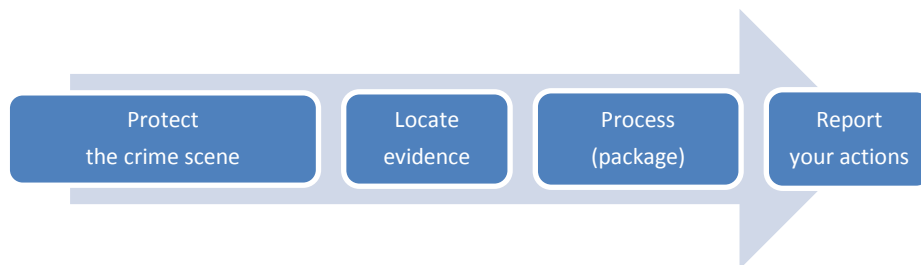 Protect
the crime scene
Locate
evidence
Process
(package)
Report
your actions